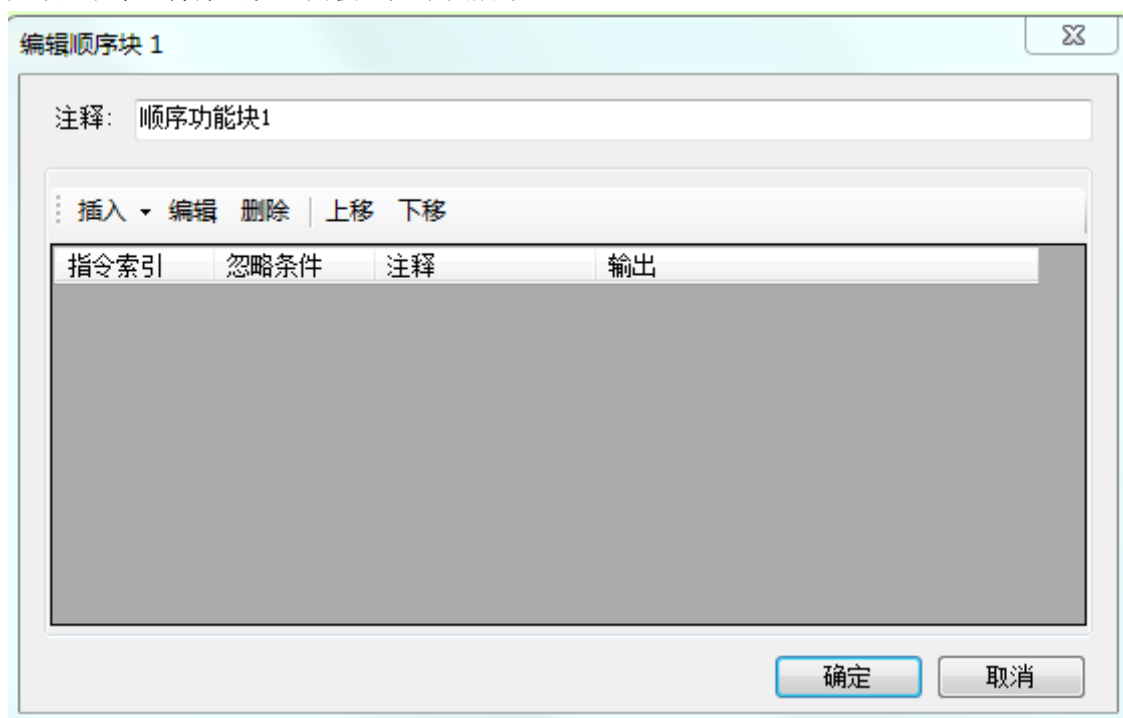 编辑顺序块 1
注释: 顺序功能块1
插入 编辑 删除 上移 下移
指令索引 忽略条件 注释 输出
确定 取消